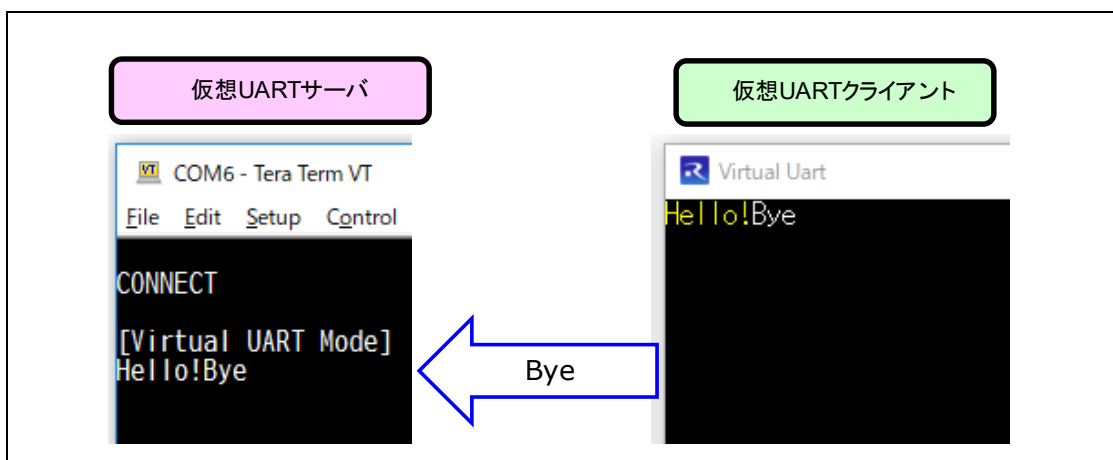 仮想UARTサーバ
仮想UARTクライアント
COM6 - Tera Term VT
File Edit Setup Control
CONNECT
[Virtual UART Mode]
Hello!Bye
Bye
Virtual Uart
Hello!Bye